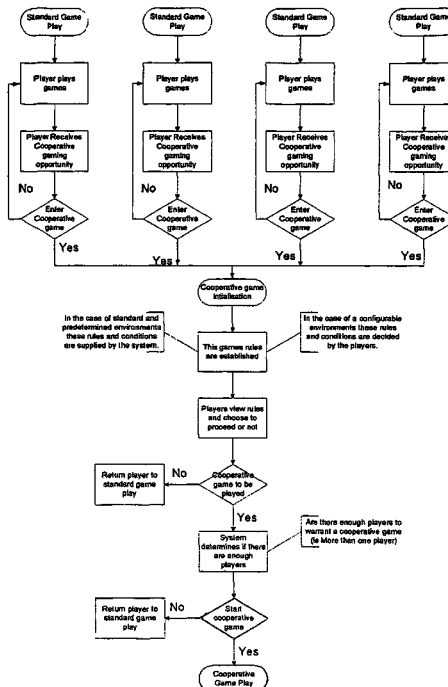 Standard Game
Play
Standard Game
Play
Standard Game
Play
Standard Game
Play
Player plays
games
Player plays
games
Player plays
games
Player plays
games
Player Receives
Cooperative
gaming
opportunity
Player Receives
Cooperative
gaming
opportunity
Player Receives
Cooperative
gaming
opportunity
Player Receives
Cooperative
gaming
opportunity
No
No
No
No
Enter
Cooperative
game
Enter
Cooperative
game
Enter
Cooperative
game
Enter
Cooperative
game
Yes
Yes
Yes
Yes
Cooperative game
Intialisation
In the case of standard and
predetermined environments
these rules and conditions
are supplied by the system.
This games rules
are established
In the case of a configurable
environments these rules
and conditions are decided
by the players.
Players view rules
and choose to
proceed or not
Return player to
standard game
play
No
Cooperative
game to be
played
Yes
System
determines if there
are enough
players
Are there enough players to
warrant a cooperative game
(ie More than one player)
Return player to
standard game
play
No
Start
cooperative
game
Yes
Cooperative
Game Play